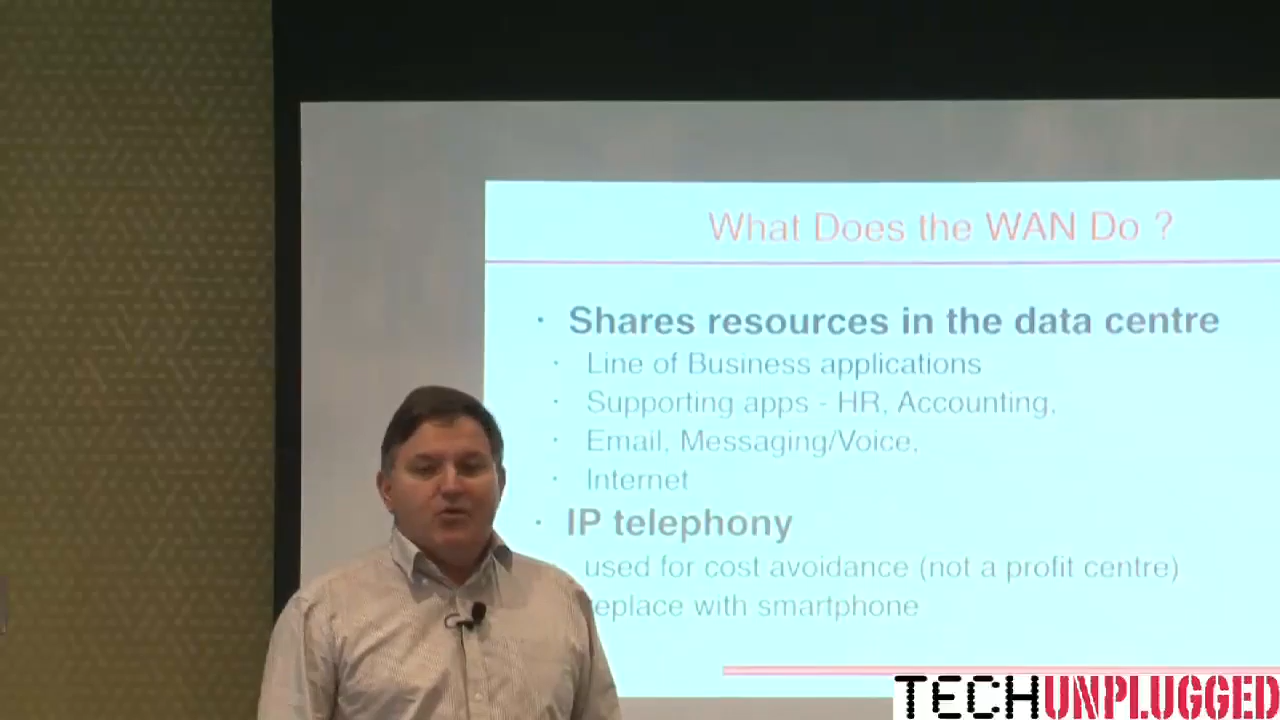 What Does the WAN Do ?
· Shares resources in the data centre
· Line of Business applications
· Supporting apps - HR, Accounting,
· Email, Messaging/Voice,
· Internet
· IP telephony
used for cost avoidance (not a profit centre)
eplace with smartphone
TECHUNPLUGGED